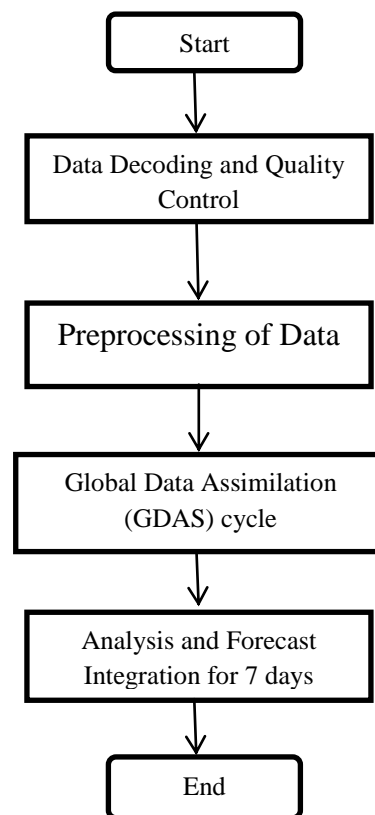 Start
Data Decoding and Quality
Control
Preprocessing of Data
Global Data Assimilation
(GDAS) cycle
Analysis and Forecast
Integration for 7 days
End